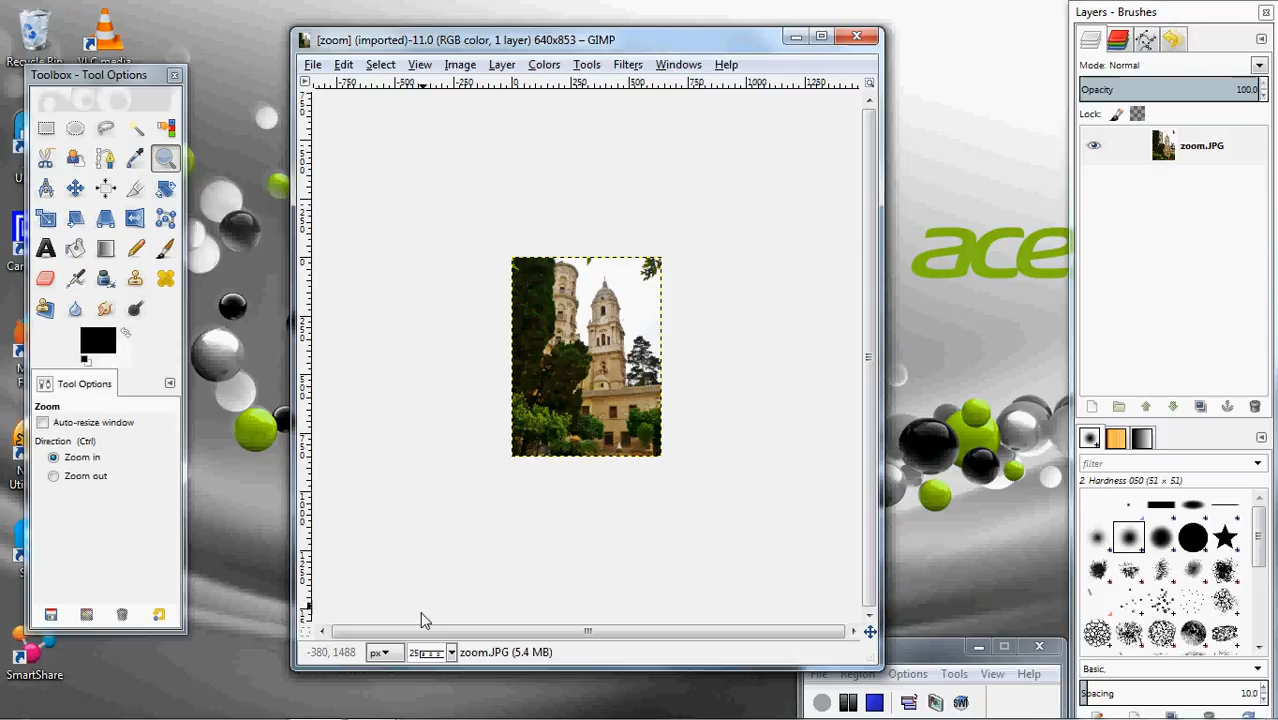 Recycle Bin
VLC media
Toolbox - Tool Options
Tool Options
Zoom
Auto-resize window
Direction (Ctrl)
Zoom in
Zoom out
SmartShare
[zoom] (imported)-11.0 (RGB color, 1 layer) 640x853 – GIMP
File Edit Select View Image Layer Colors Tools Filters Windows Help
-750 -500 -250 0 250 500 750 1000 1250
-380, 1488 px 25 zoom.JPG (5.4 MB)
acer
File Region Options Tools View Help
Layers - Brushes
Mode: Normal
Opacity 100.0
Lock:
zoom.JPG
filter
2. Hardness 050 (51 × 51)
Basic,
Spacing 10.0